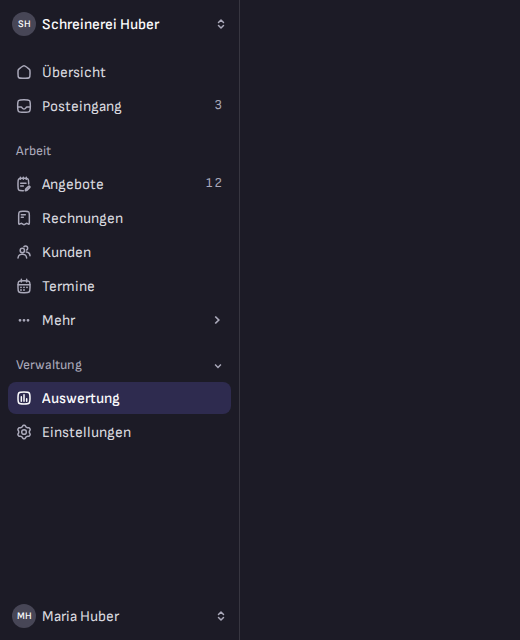 SH Schreinerei Huber
Übersicht
Posteingang 3
Arbeit
Angebote 12
Rechnungen
Kunden
Termine
Mehr
Verwaltung
Auswertung
Einstellungen
MH Maria Huber